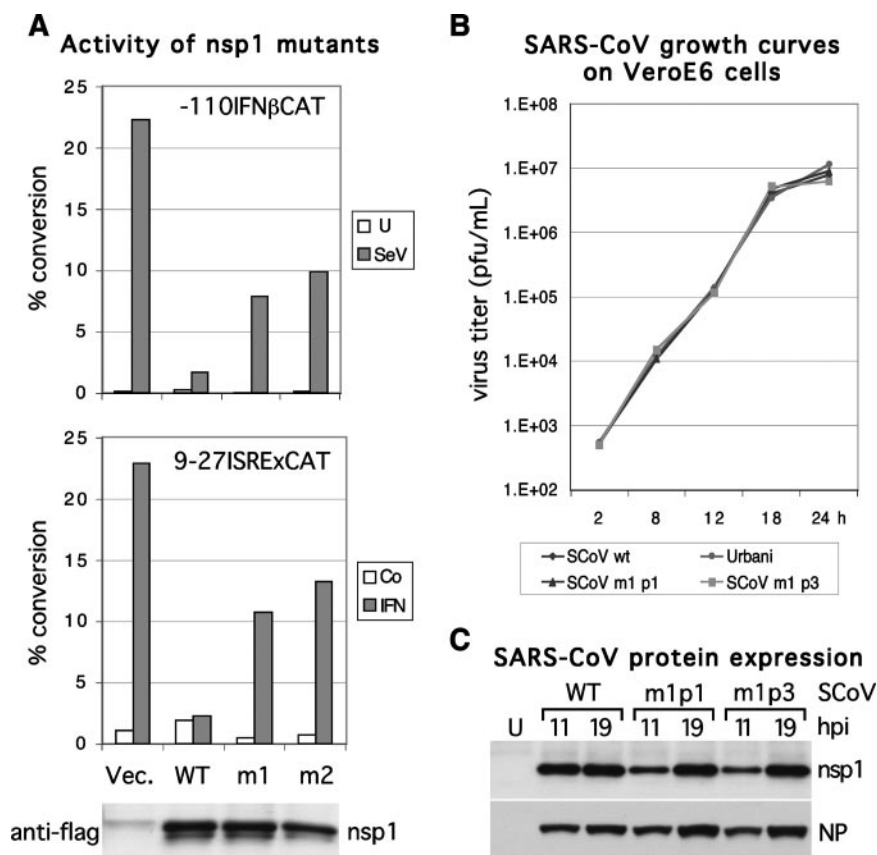 A
Activity of nsp1 mutants
25
20
15
10
5
0
% conversion
-110IFNβCAT
U
SeV
25
20
15
10
5
0
% conversion
9-27ISRExCAT
Co
IFN
Vec. WT m1 m2
anti-flag nsp1
B
SARS-CoV growth curves
on VeroE6 cells
1.E+08
1.E+07
1.E+06
1.E+05
1.E+04
1.E+03
1.E+02
virus titer (pfu/mL)
2 8 12 18 24 h
SCoV wt Urbani
SCoV m1 p1 SCoV m1 p3
C
SARS-CoV protein expression
WT m1p1 m1p3 SCoV
U 11 19 11 19 11 19 hpi
nsp1
NP